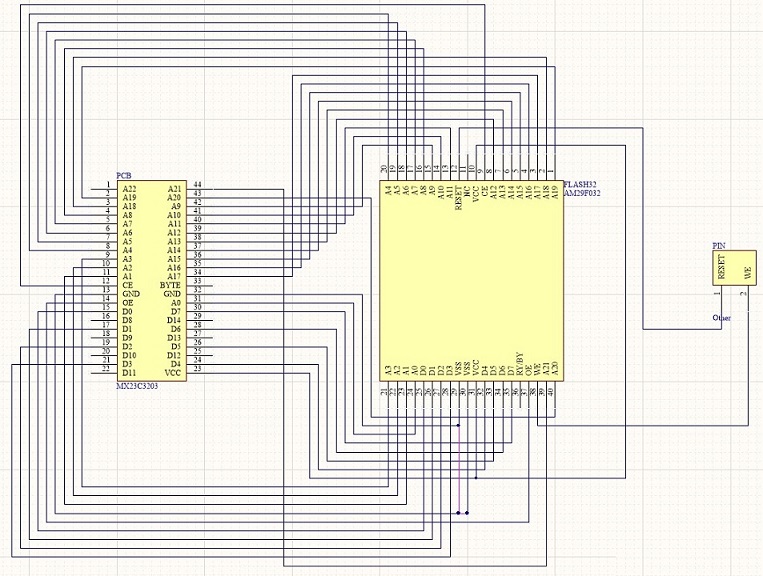 PCB
1 A22 A21 44
2 A19 A20 43
3 A18 A9 42
4 A8 A10 41
5 A7 A11 40
6 A6 A12 39
7 A5 A13 38
8 A4 A14 37
9 A3 A15 36
10 A2 A16 35
11 A1 A17 34
12 CE BYTE 33
13 GND GND 32
14 OE A0 31
15 D0 D7 30
16 D8 D14 29
17 D1 D6 28
18 D9 D13 27
19 D2 D5 26
20 D10 D12 25
21 D3 D4 24
22 D11 VCC 23
MX23C3203
20 19 18 17 16 15 14 13 12 11 10 9 8 7 6 5 4 3 2 1
A4 A5 A6 A7 A8 A9 A10 A11 RESET NC VCC CE A12 A13 A14 A15 A16 A17 A18 A19
FLASH32
AM29F032
A3 A2 A1 A0 D0 D1 D2 D3 VSS VSS VCC D4 D5 D6 D7 RY/BY OE WE A21 A20
21 22 23 24 25 26 27 28 29 30 31 32 33 34 35 36 37 38 39 40
PIN
RESET WE
1 2
Other